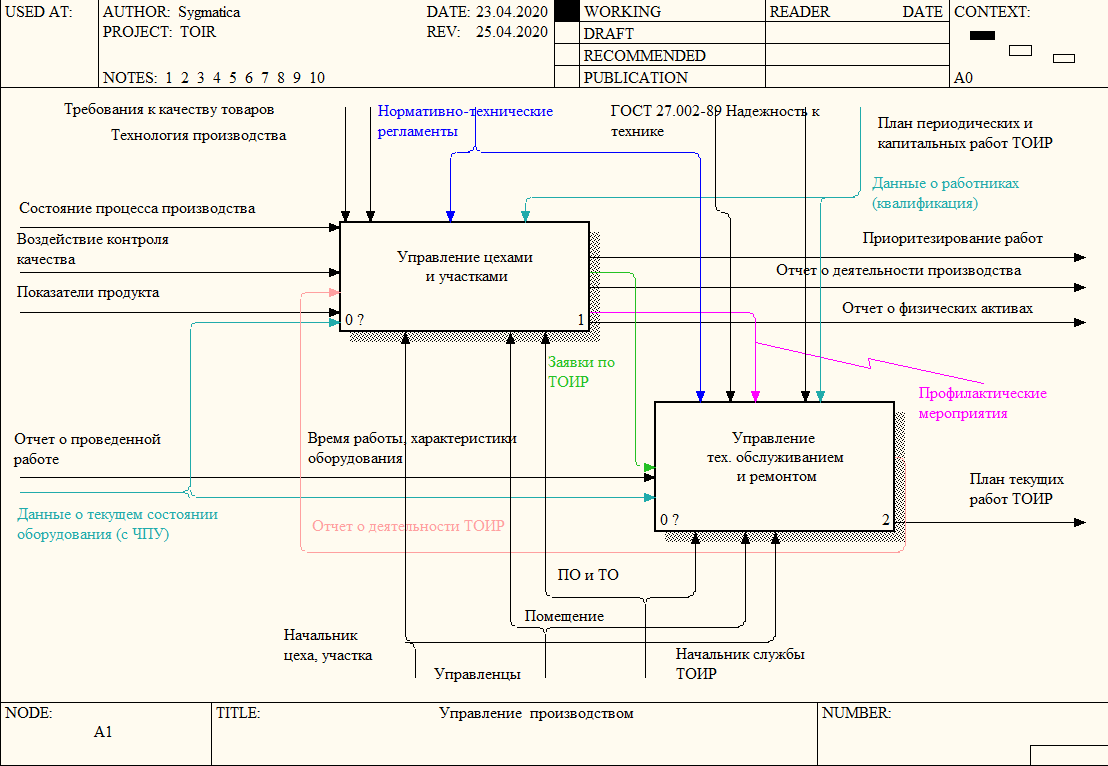 USED AT:
AUTHOR: Sygmatica
DATE: 23.04.2020
PROJECT: TOIR
REV: 25.04.2020
NOTES: 1 2 3 4 5 6 7 8 9 10
WORKING
DRAFT
RECOMMENDED
PUBLICATION
READER
DATE
CONTEXT:
A0
Требования к качеству товаров
Технология производства
Нормативно-технические
регламенты
ГОСТ 27.002-89 Надежность к
технике
План периодических и
капитальных работ ТОИР
Данные о работниках
(квалификация)
Состояние процесса производства
Воздействие контроля
качества
Показатели продукта
Управление цехами
и участками
0 ?
1
Приоритезирование работ
Отчет о деятельности производства
Отчет о физических активах
Заявки по
ТОИР
Профилактические
мероприятия
Отчет о проведенной
работе
Время работы, характеристики
оборудования
Управление
тех. обслуживанием
и ремонтом
0 ?
2
План текущих
работ ТОИР
Данные о текущем состоянии
оборудования (с ЧПУ)
Отчет о деятельности ТОИР
ПО и ТО
Помещение
Начальник
цеха, участка
Управленцы
Начальник службы
ТОИР
NODE:
A1
TITLE:
Управление производством
NUMBER: